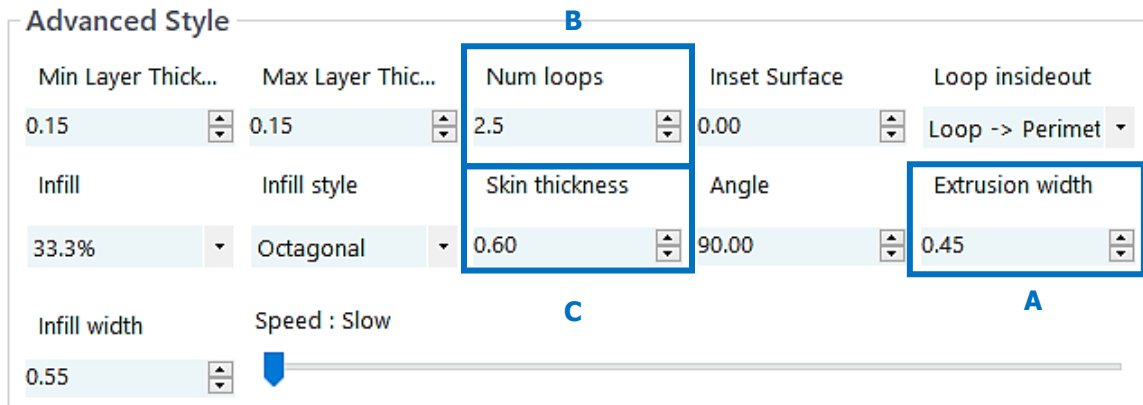 Advanced Style
B
Min Layer Thick... Max Layer Thic... Num loops Inset Surface Loop insideout
0.15 0.15 2.5 0.00 Loop -> Perimet
Infill Infill style Skin thickness Angle Extrusion width
33.3% Octagonal 0.60 90.00 0.45
C A
Infill width Speed : Slow
0.55